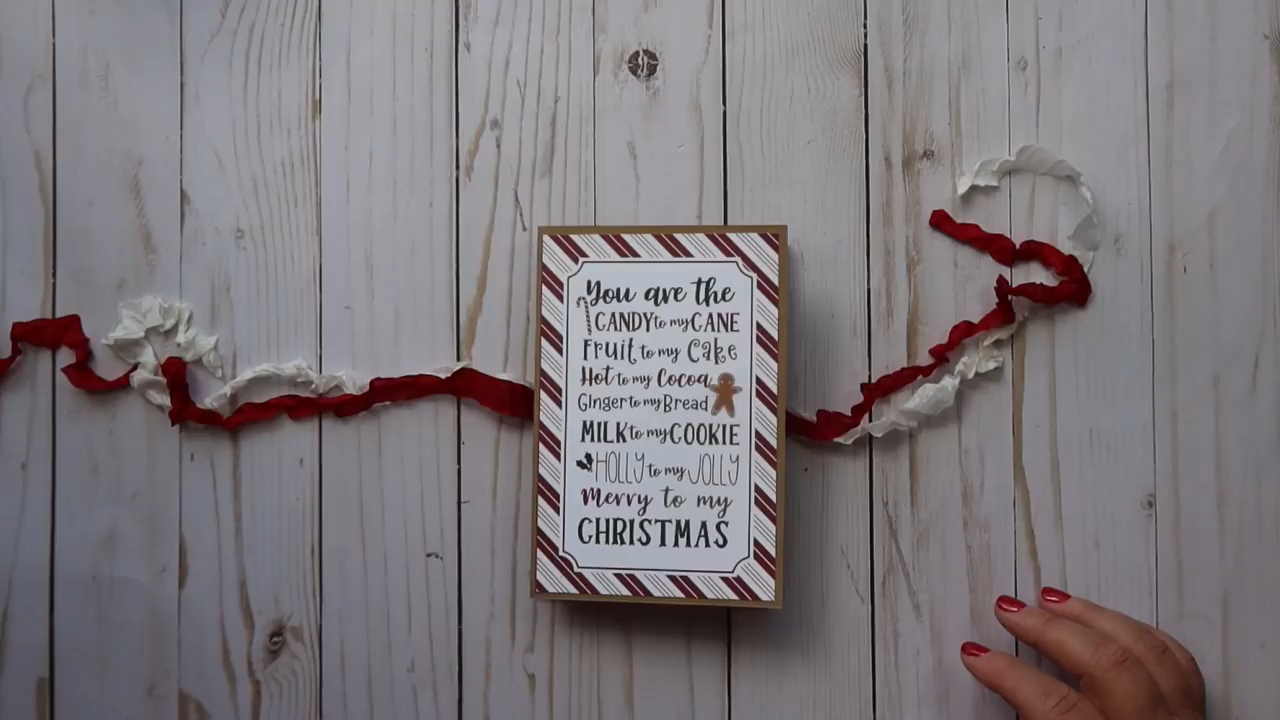 You are the
CANDY to my CANE
Fruit to my Cake
Hot to my Cocoa
Ginger to my Bread
MILK to my COOKIE
HOLLY to my JOLLY
Merry to my
CHRISTMAS